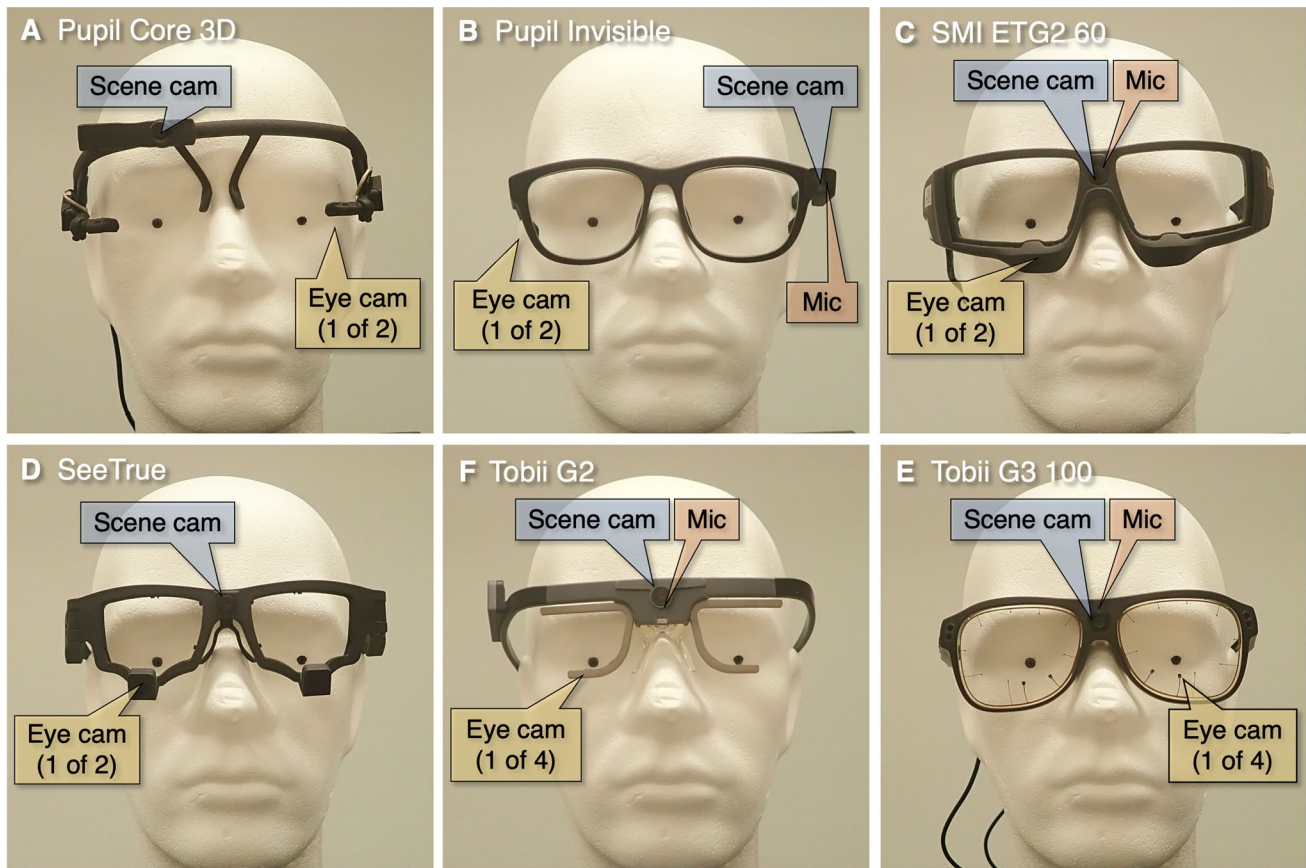 A Pupil Core 3D
Scene cam
Eye cam
(1 of 2)
B Pupil Invisible
Scene cam
Eye cam
(1 of 2)
Mic
C SMI ETG2 60
Scene cam
Mic
Eye cam
(1 of 2)
D SeeTrue
Scene cam
Eye cam
(1 of 2)
F Tobii G2
Scene cam
Mic
Eye cam
(1 of 4)
E Tobii G3 100
Scene cam
Mic
Eye cam
(1 of 4)